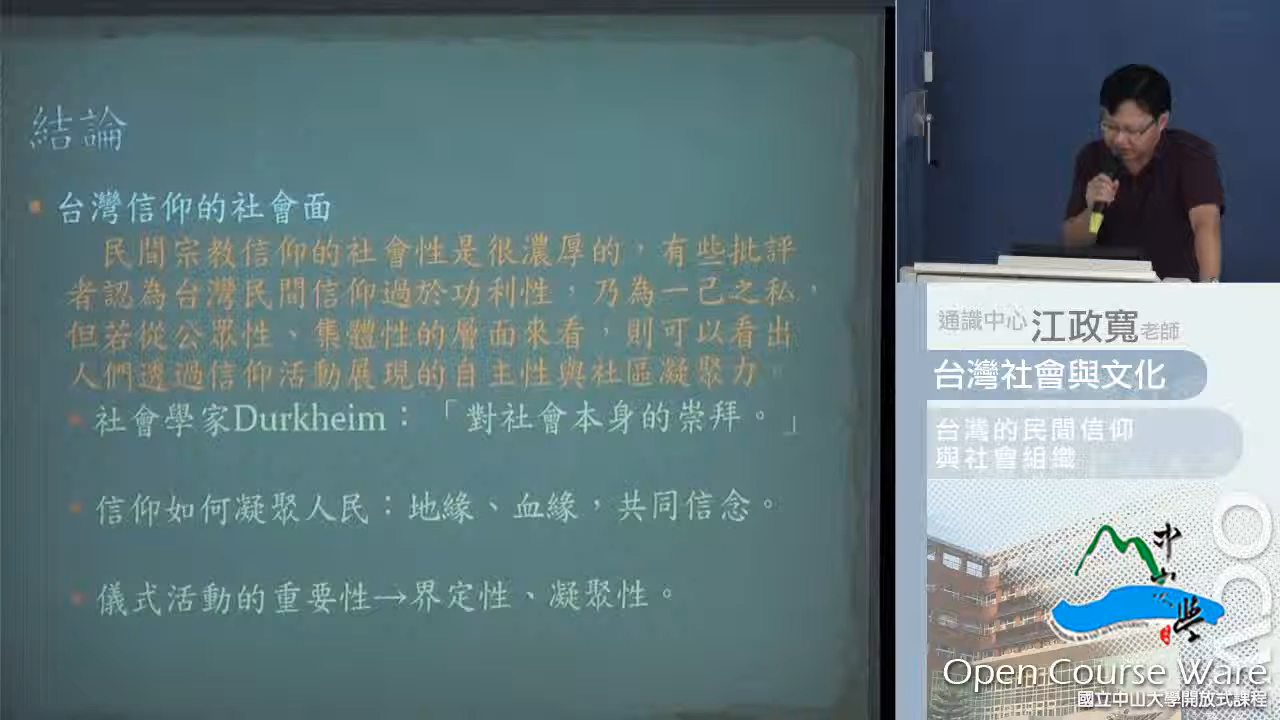 結論
台灣信仰的社會面
民間宗教信仰的社會性是很濃厚的，有些批評
者認為台灣民間信仰過於功利性，乃為一己之私，
但若從公眾性、集體性的層面來看，則可以看出
人們透過信仰活動展現的自主性與社區凝聚力。
社會學家Durkheim：「對社會本身的崇拜。」
信仰如何凝聚人民：地緣、血緣，共同信念。
儀式活動的重要性→界定性、凝聚性。
通識中心 江政寬 老師
台灣社會與文化
台灣的民間信仰
與社會組織
中山大學
Open Course Ware
國立中山大學開放式課程